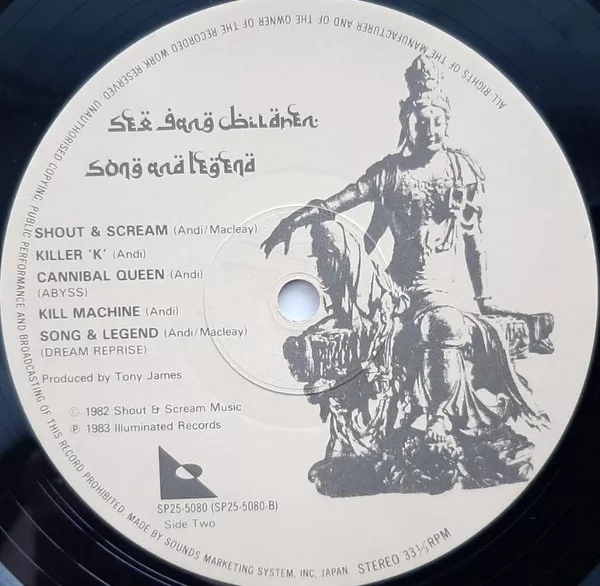 ALL RIGHTS OF THE MANUFACTURER AND OF THE OWNER OF THE RECORDED WORK RESERVED. UNAUTHORISED COPYING, PUBLIC PERFORMANCE AND BROADCASTING OF THIS RECORD PROHIBITED. MADE BY SOUNDS MARKETING SYSTEM, INC, JAPAN. STEREO 33⅓RPM
Sex Gang Children
Song and Legend
SHOUT & SCREAM (Andi/Macleay)
KILLER 'K' (Andi)
CANNIBAL QUEEN (Andi)
(ABYSS)
KILL MACHINE (Andi)
SONG & LEGEND (Andi/Macleay)
(DREAM REPRISE)
Produced by Tony James
© 1982 Shout & Scream Music
℗ 1983 Illuminated Records
SP25-5080 (SP25-5080-B)
Side Two